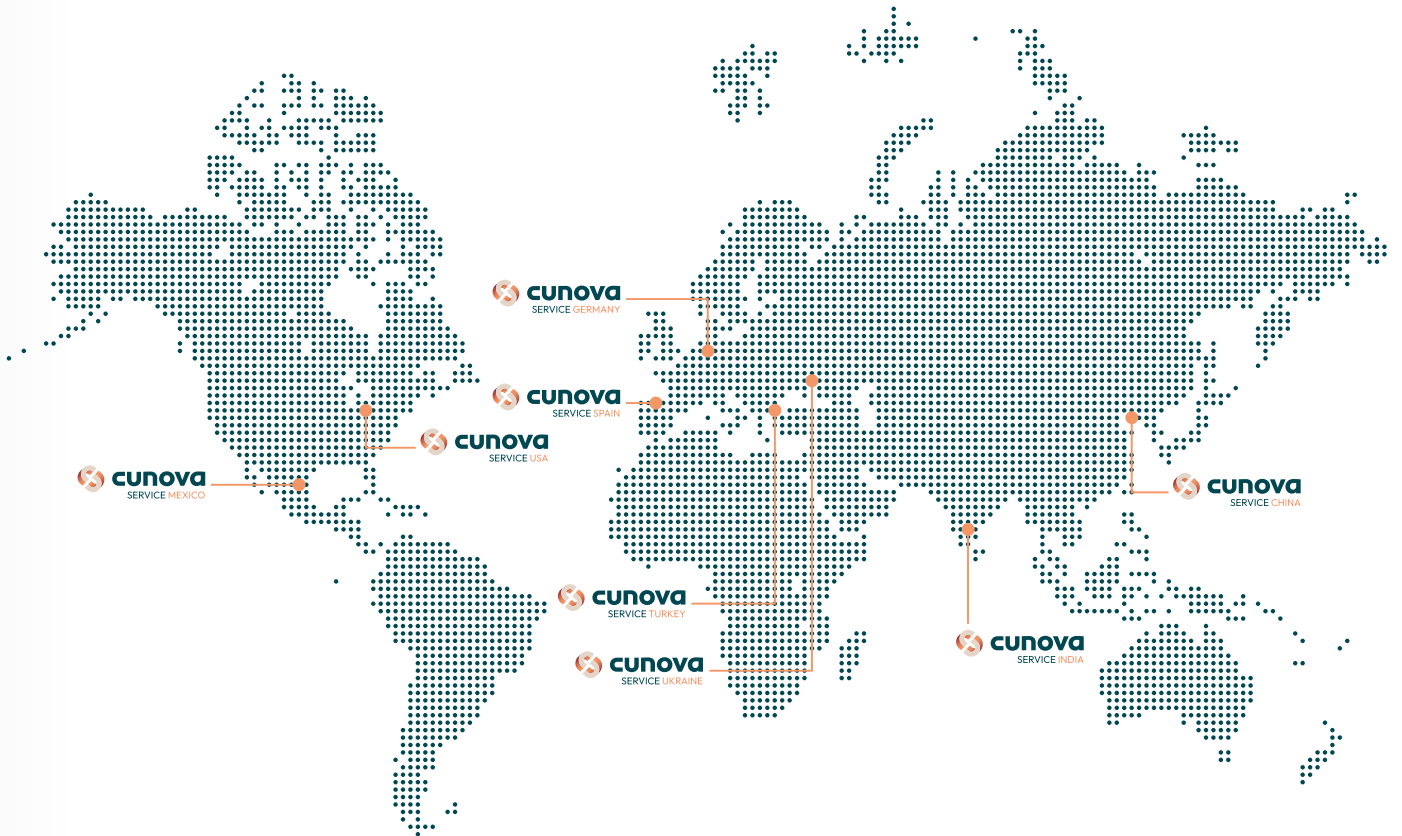 cunova
SERVICE GERMANY
cunova
SERVICE SPAIN
cunova
SERVICE USA
cunova
SERVICE MEXICO
cunova
SERVICE CHINA
cunova
SERVICE TURKEY
cunova
SERVICE INDIA
cunova
SERVICE UKRAINE